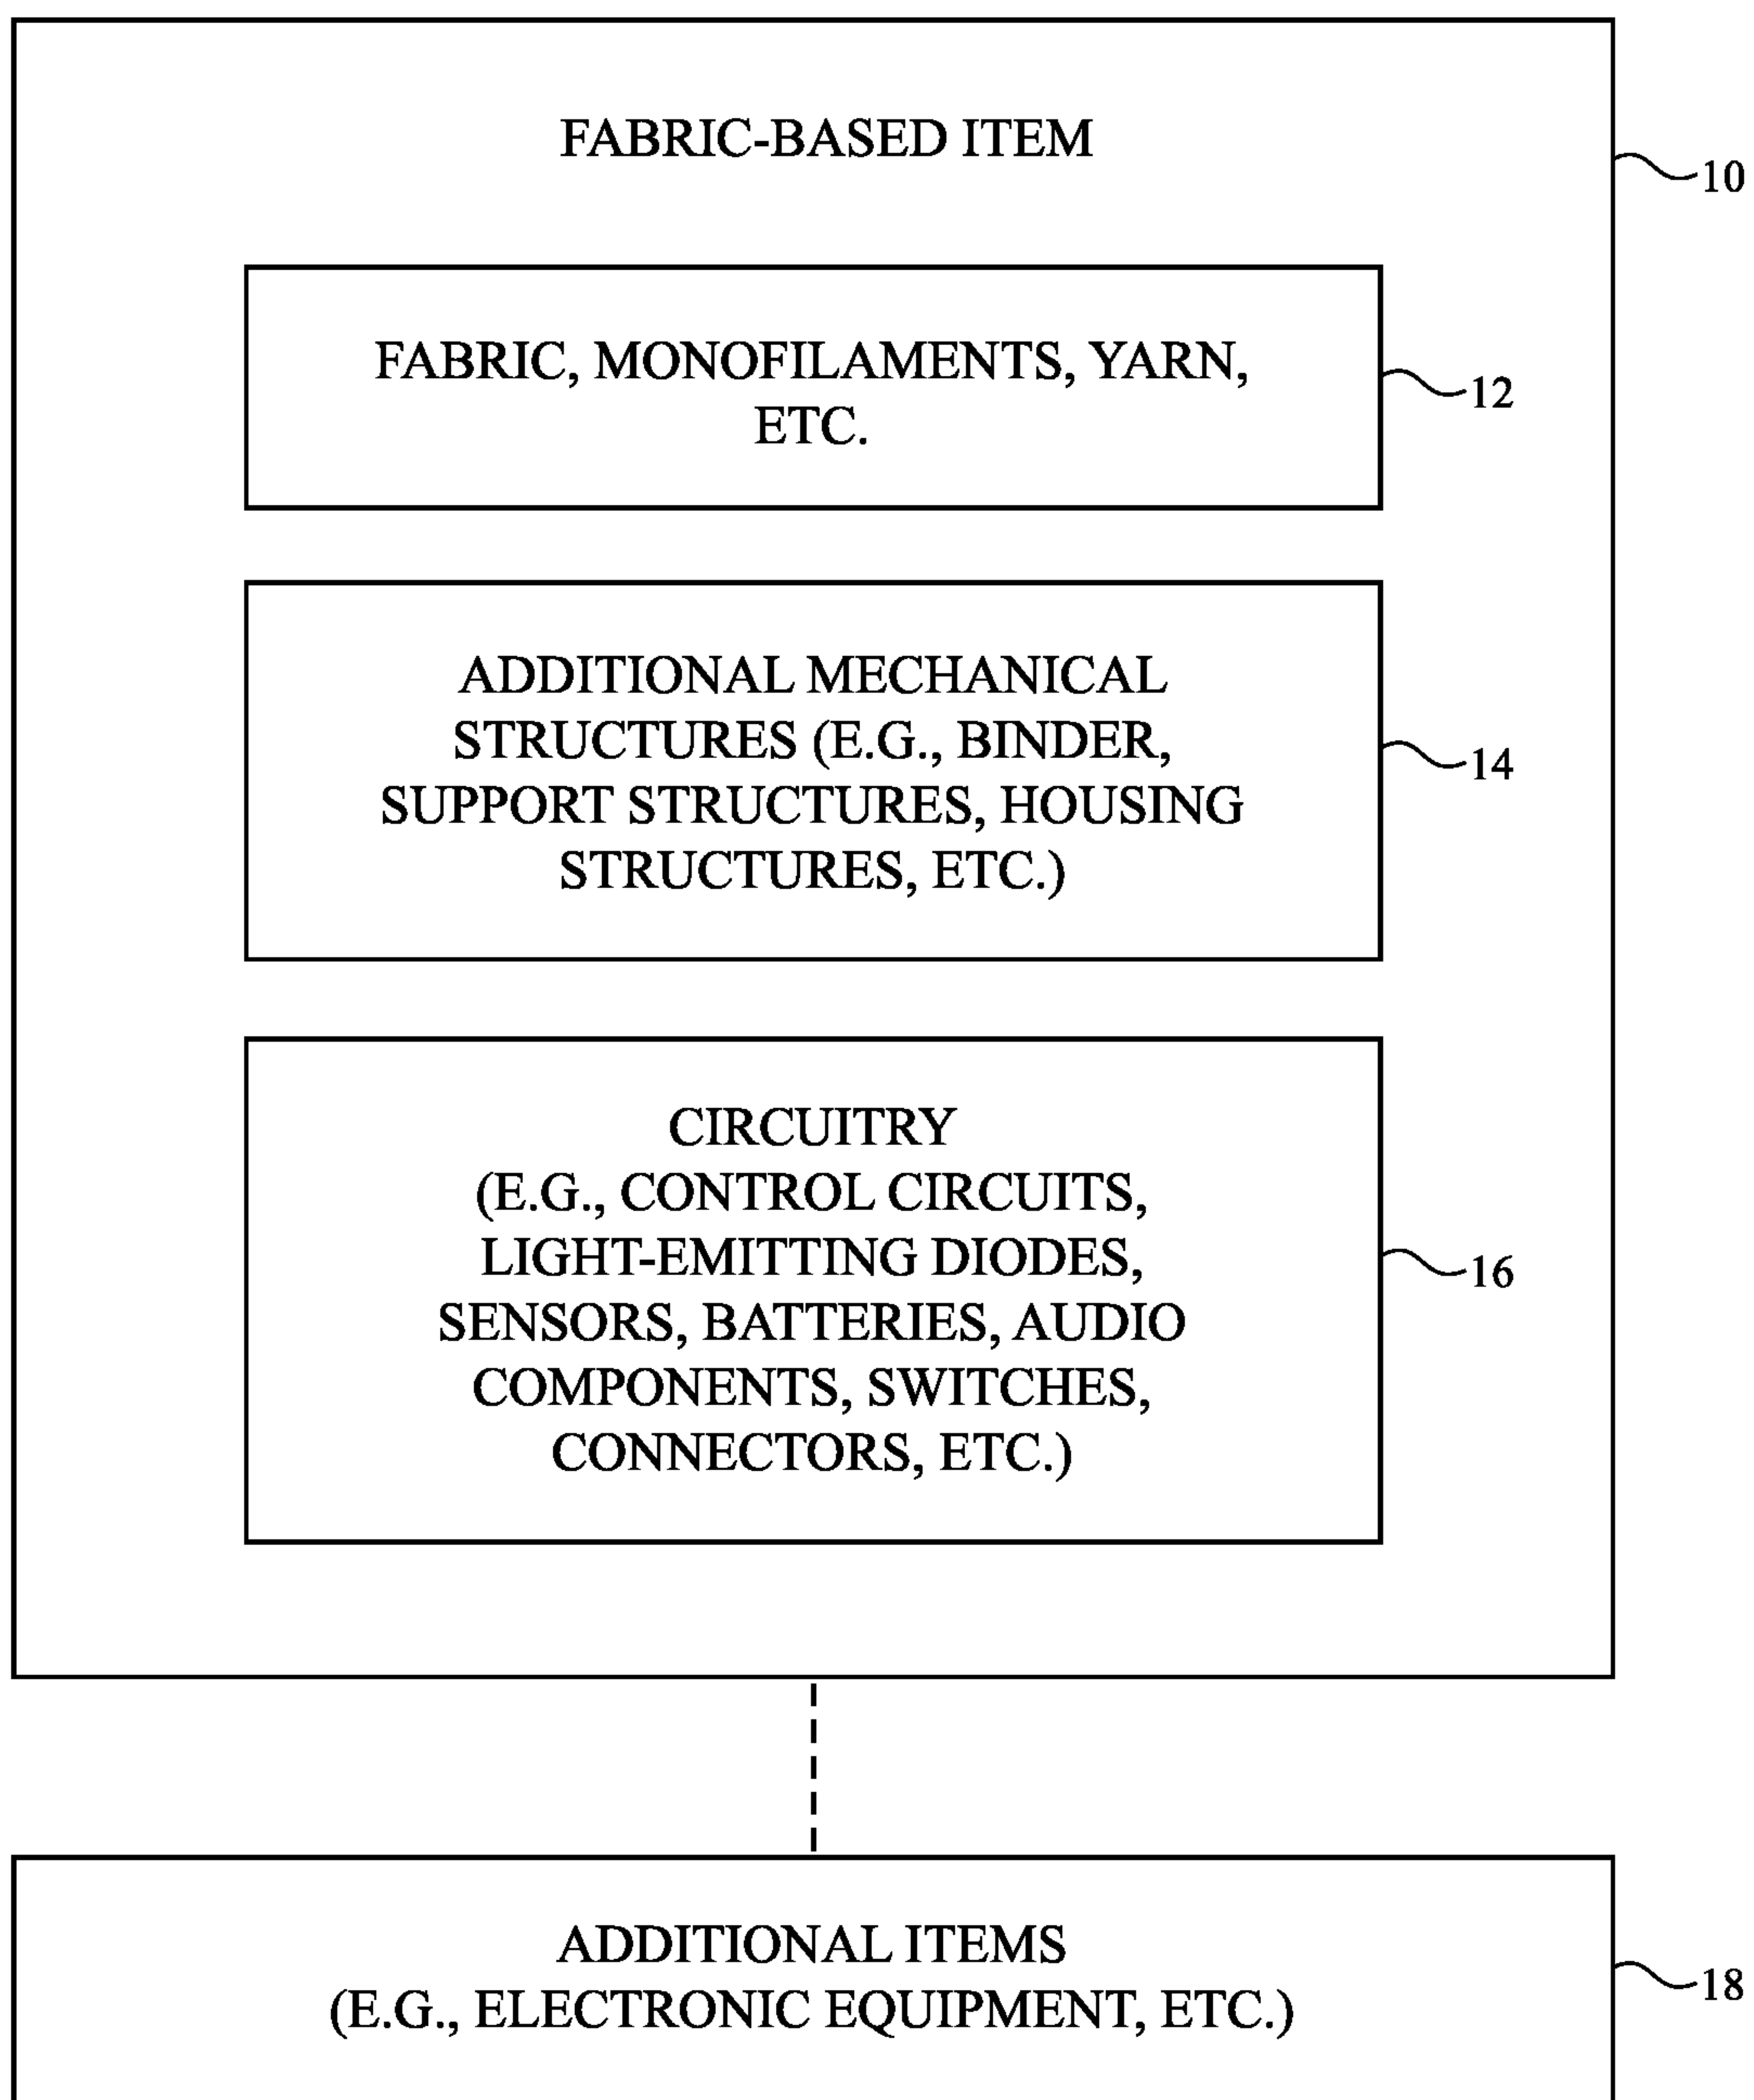 FABRIC-BASED ITEM
10
FABRIC, MONOFILAMENTS, YARN,
ETC.
12
ADDITIONAL MECHANICAL
STRUCTURES (E.G., BINDER,
SUPPORT STRUCTURES, HOUSING
STRUCTURES, ETC.)
14
CIRCUITRY
(E.G., CONTROL CIRCUITS,
LIGHT-EMITTING DIODES,
SENSORS, BATTERIES, AUDIO
COMPONENTS, SWITCHES,
CONNECTORS, ETC.)
16
ADDITIONAL ITEMS
(E.G., ELECTRONIC EQUIPMENT, ETC.)
18